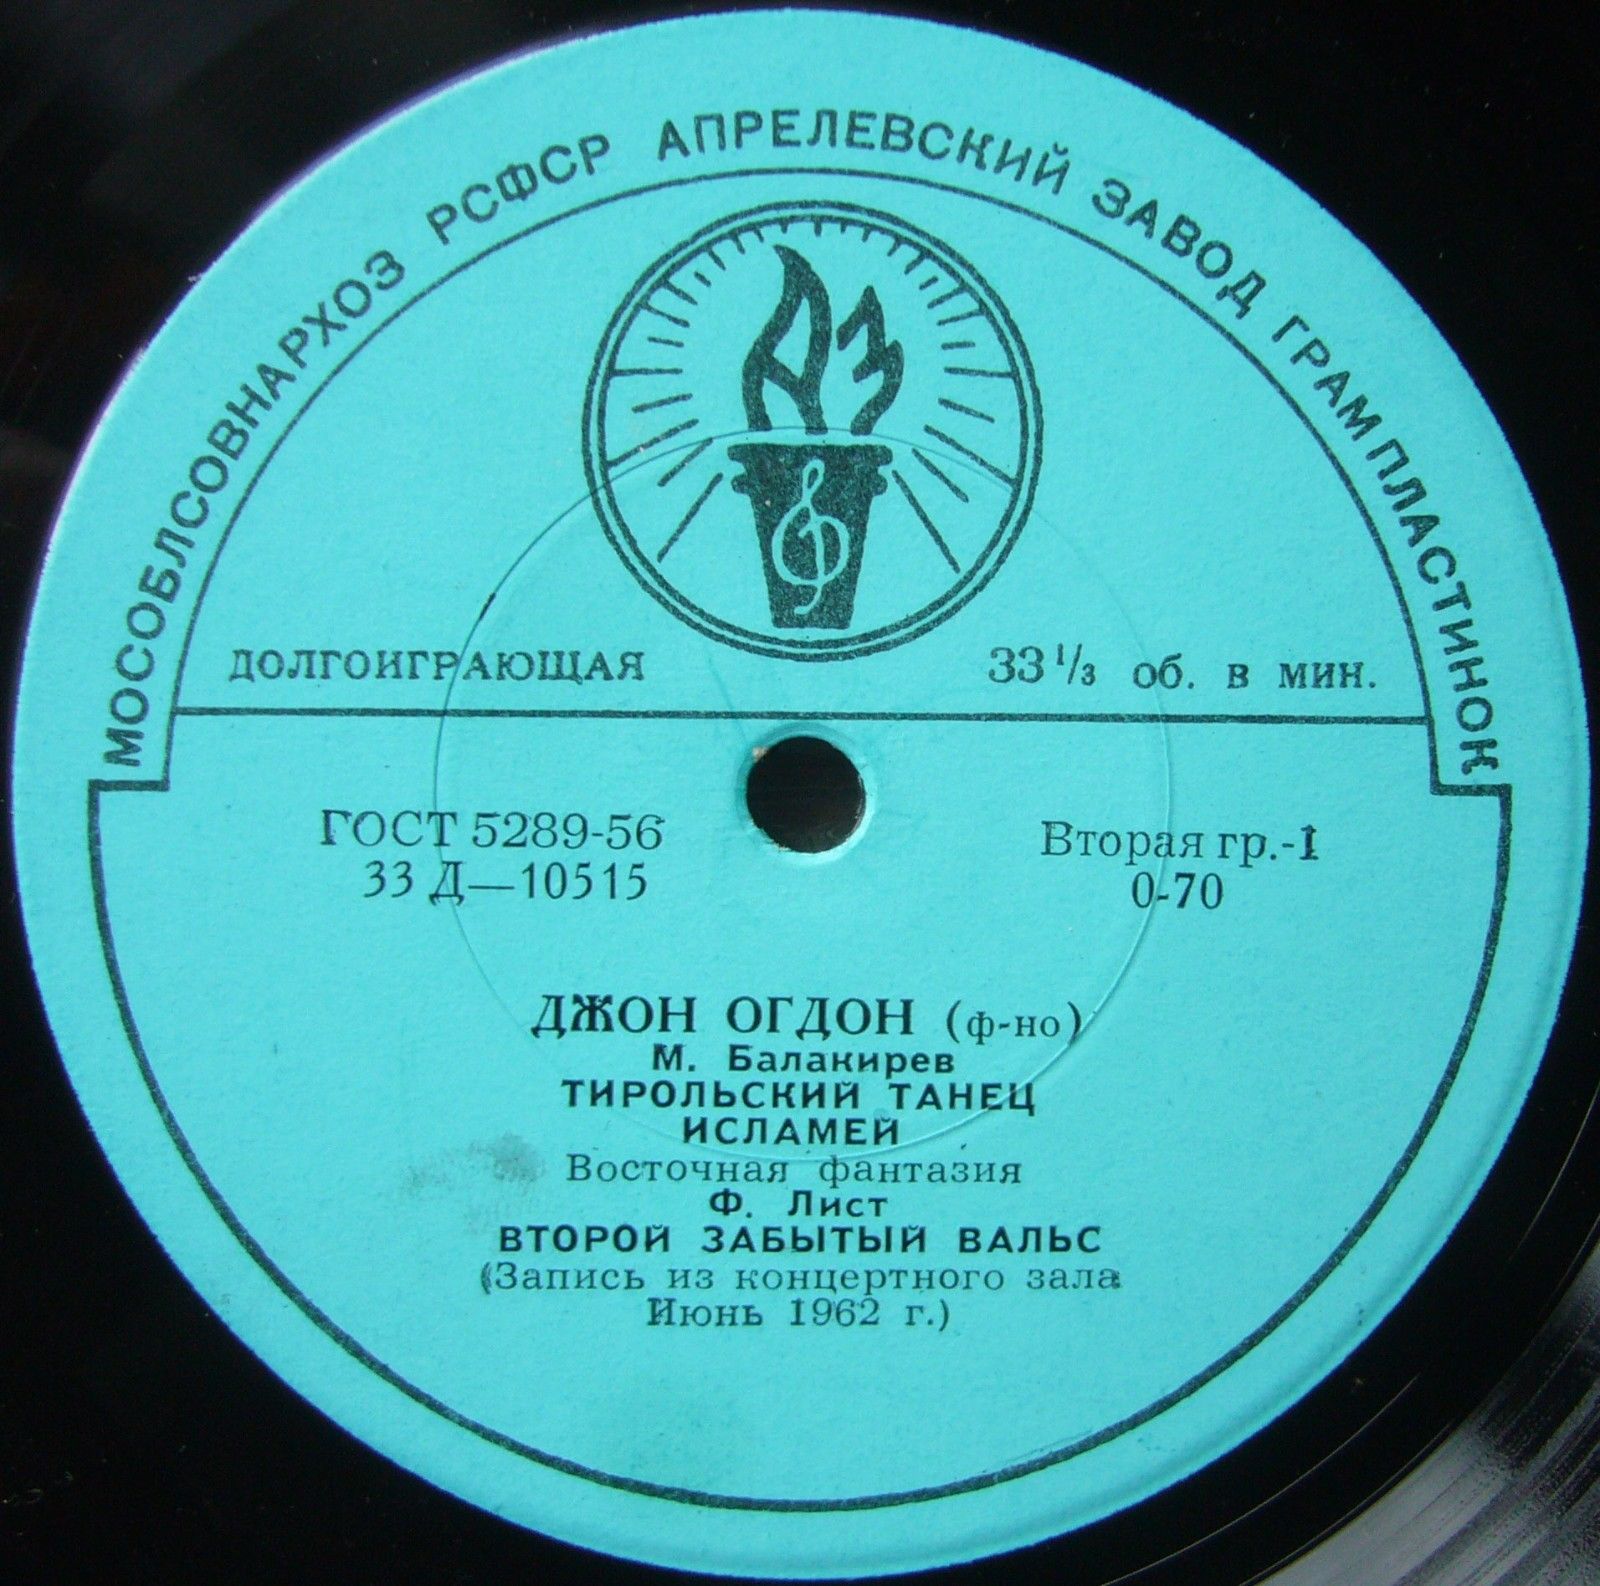 МОСОБЛСОВНАРХОЗ РСФСР АПРЕЛЕВСКИЙ ЗАВОД ГРАМПЛАСТИНОК
АЗ
ДОЛГОИГРАЮЩАЯ 33 1/3 об. в мин.
ГОСТ 5289-56 Вторая гр.-1
33 Д—10515 0-70
ДЖОН ОГДОН (ф-но)
М. Балакирев
ТИРОЛЬСКИЙ ТАНЕЦ
ИСЛАМЕЙ
Восточная фантазия
Ф. Лист
ВТОРОЙ ЗАБЫТЫЙ ВАЛЬС
(Запись из концертного зала
Июнь 1962 г.)